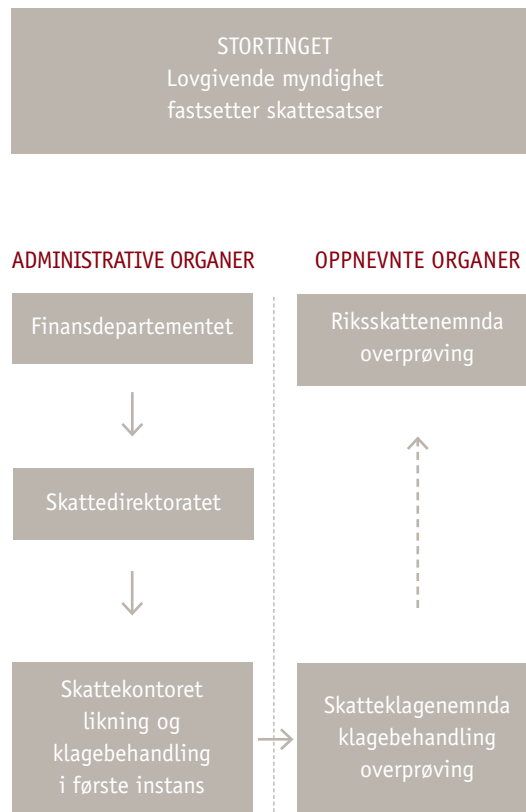 STORTINGET
Lovgivende myndighet
fastsetter skattesatser
ADMINISTRATIVE ORGANER
Finansdepartementet
Skattedirektoratet
Skattekontoret
likning og
klagebehandling
i første instans
OPPNEVNTE ORGANER
Riksskattenemnda
overprøving
Skatteklagenemnda
klagebehandling
overprøving